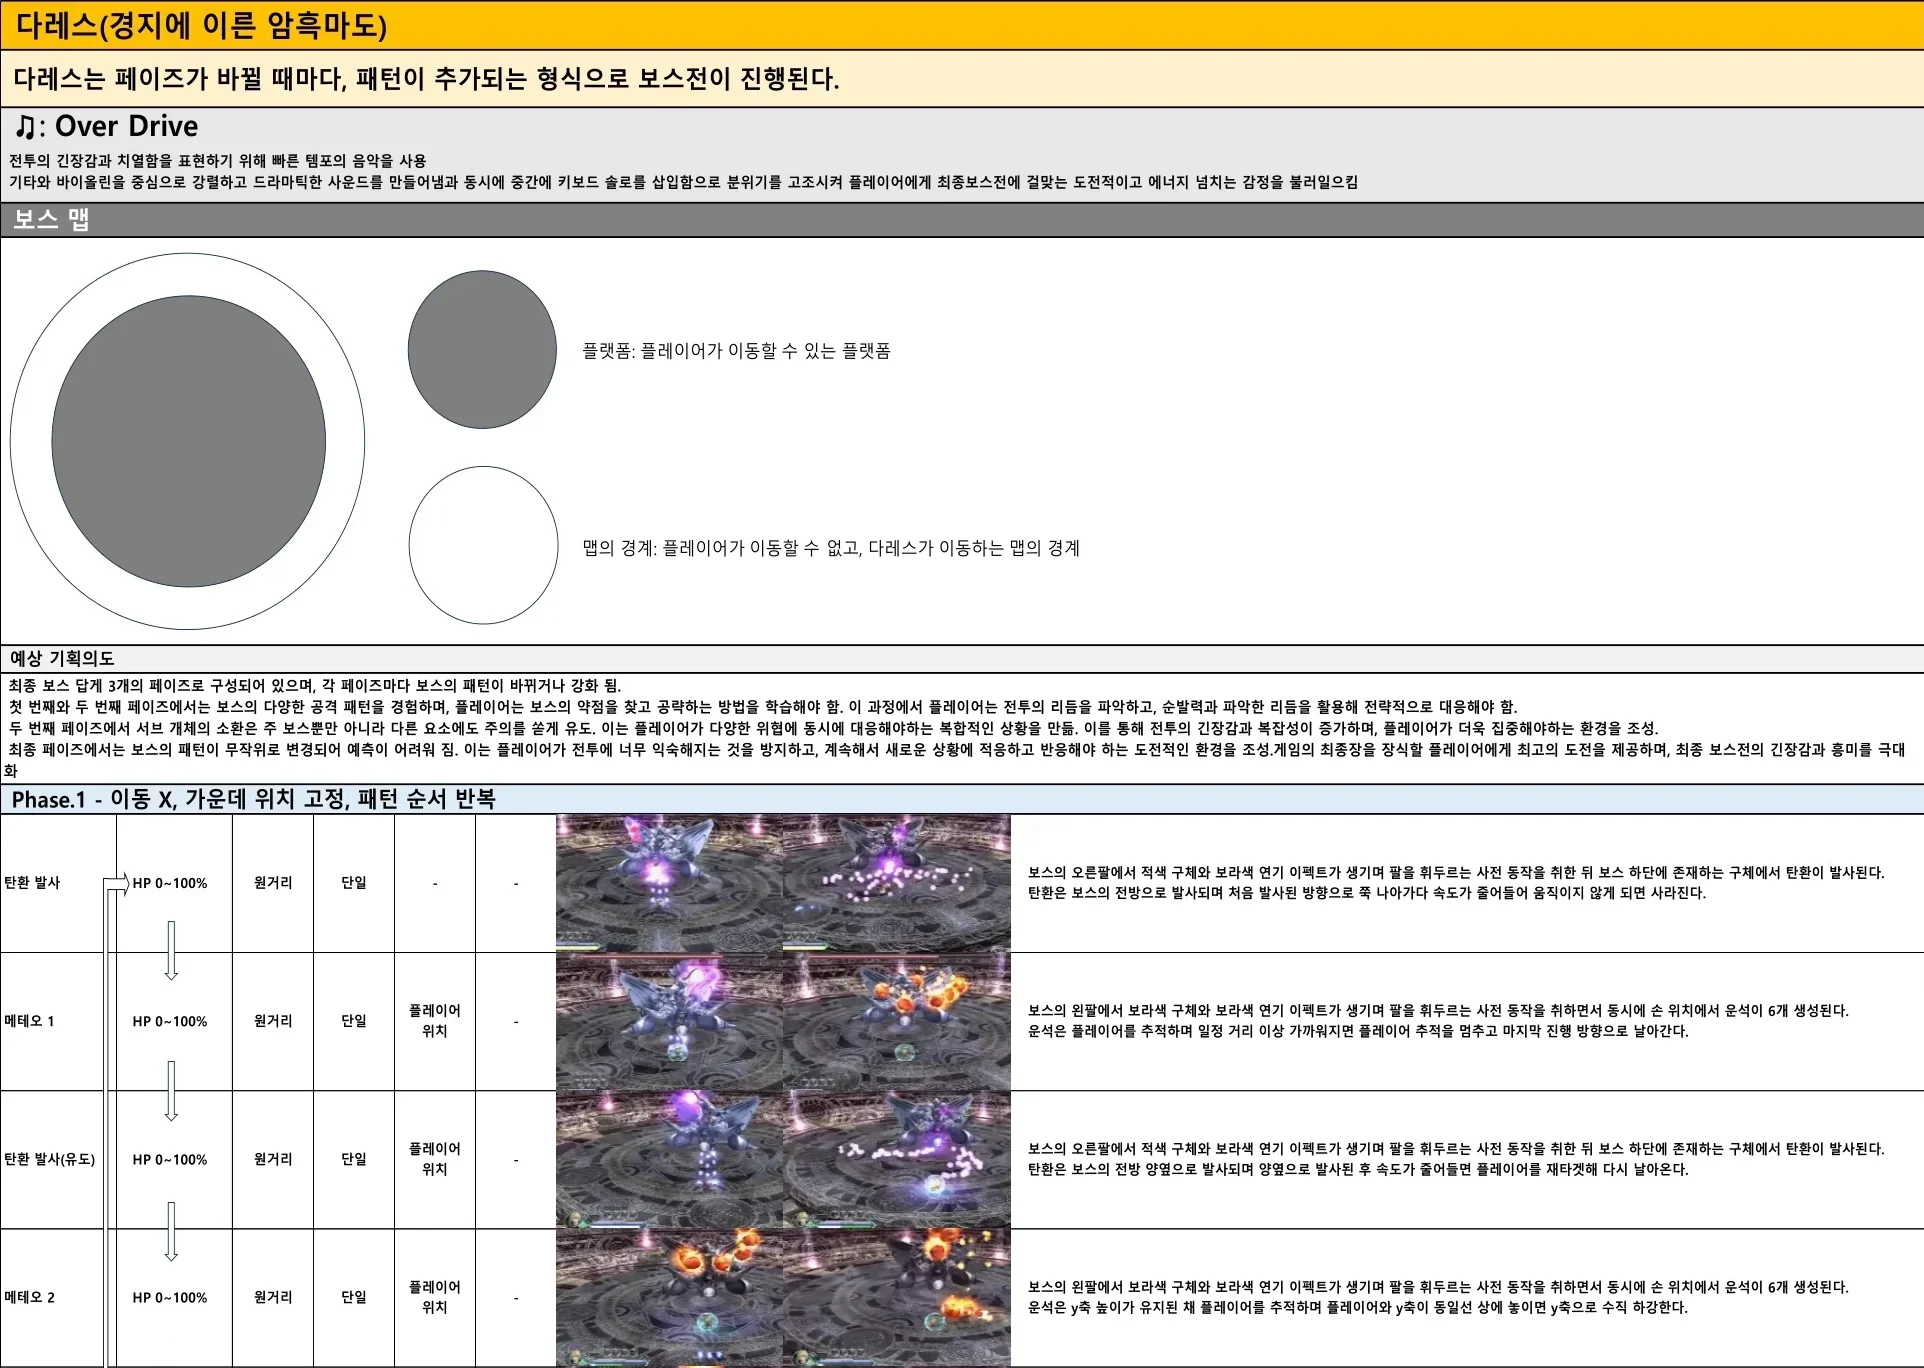 다레스(경지에 이른 암흑마도)
다레스는 페이즈가 바뀔 때마다, 패턴이 추가되는 형식으로 보스전이 진행된다.
♫: Over Drive
전투의 긴장감과 치열함을 표현하기 위해 빠른 템포의 음악을 사용
기타와 바이올린을 중심으로 강렬하고 드라마틱한 사운드를 만들어냄과 동시에 중간에 키보드 솔로를 삽입함으로 분위기를 고조시켜 플레이어에게 최종보스전에 걸맞는 도전적이고 에너지 넘치는 감정을 불러일으킴
보스 맵
플랫폼: 플레이어가 이동할 수 있는 플랫폼
맵의 경계: 플레이어가 이동할 수 없고, 다레스가 이동하는 맵의 경계
예상 기획의도
최종 보스 답게 3개의 페이즈로 구성되어 있으며, 각 페이즈마다 보스의 패턴이 바뀌거나 강화 됨.
첫 번째와 두 번째 페이즈에서는 보스의 다양한 공격 패턴을 경험하며, 플레이어는 보스의 약점을 찾고 공략하는 방법을 학습해야 함. 이 과정에서 플레이어는 전투의 리듬을 파악하고, 순발력과 파악한 리듬을 활용해 전략적으로 대응해야 함.
두 번째 페이즈에서 서브 개체의 소환은 주 보스뿐만 아니라 다른 요소에도 주의를 쏟게 유도. 이는 플레이어가 다양한 위협에 동시에 대응해야하는 복합적인 상황을 만듦. 이를 통해 전투의 긴장감과 복잡성이 증가하며, 플레이어가 더욱 집중해야하는 환경을 조성.
최종 페이즈에서는 보스의 패턴이 무작위로 변경되어 예측이 어려워 짐. 이는 플레이어가 전투에 너무 익숙해지는 것을 방지하고, 계속해서 새로운 상황에 적응하고 반응해야 하는 도전적인 환경을 조성.게임의 최종장을 장식할 플레이어에게 최고의 도전을 제공하며, 최종 보스전의 긴장감과 흥미를 극대
화
Phase.1 - 이동 X, 가운데 위치 고정, 패턴 순서 반복
탄환 발사 HP 0~100% 원거리 단일 - -
보스의 오른팔에서 적색 구체와 보라색 연기 이펙트가 생기며 팔을 휘두르는 사전 동작을 취한 뒤 보스 하단에 존재하는 구체에서 탄환이 발사된다.
탄환은 보스의 전방으로 발사되며 처음 발사된 방향으로 쭉 나아가다 속도가 줄어들어 움직이지 않게 되면 사라진다.
메테오 1 HP 0~100% 원거리 단일 플레이어
위치 -
보스의 왼팔에서 보라색 구체와 보라색 연기 이펙트가 생기며 팔을 휘두르는 사전 동작을 취하면서 동시에 손 위치에서 운석이 6개 생성된다.
운석은 플레이어를 추적하며 일정 거리 이상 가까워지면 플레이어 추적을 멈추고 마지막 진행 방향으로 날아간다.
탄환 발사(유도) HP 0~100% 원거리 단일 플레이어
위치 -
보스의 오른팔에서 적색 구체와 보라색 연기 이펙트가 생기며 팔을 휘두르는 사전 동작을 취한 뒤 보스 하단에 존재하는 구체에서 탄환이 발사된다.
탄환은 보스의 전방 양옆으로 발사되며 양옆으로 발사된 후 속도가 줄어들면 플레이어를 재타겟해 다시 날아온다.
메테오 2 HP 0~100% 원거리 단일 플레이어
위치 -
보스의 왼팔에서 보라색 구체와 보라색 연기 이펙트가 생기며 팔을 휘두르는 사전 동작을 취하면서 동시에 손 위치에서 운석이 6개 생성된다.
운석은 y축 높이가 유지된 채 플레이어를 추적하며 플레이어와 y축이 동일선 상에 놓이면 y축으로 수직 하강한다.